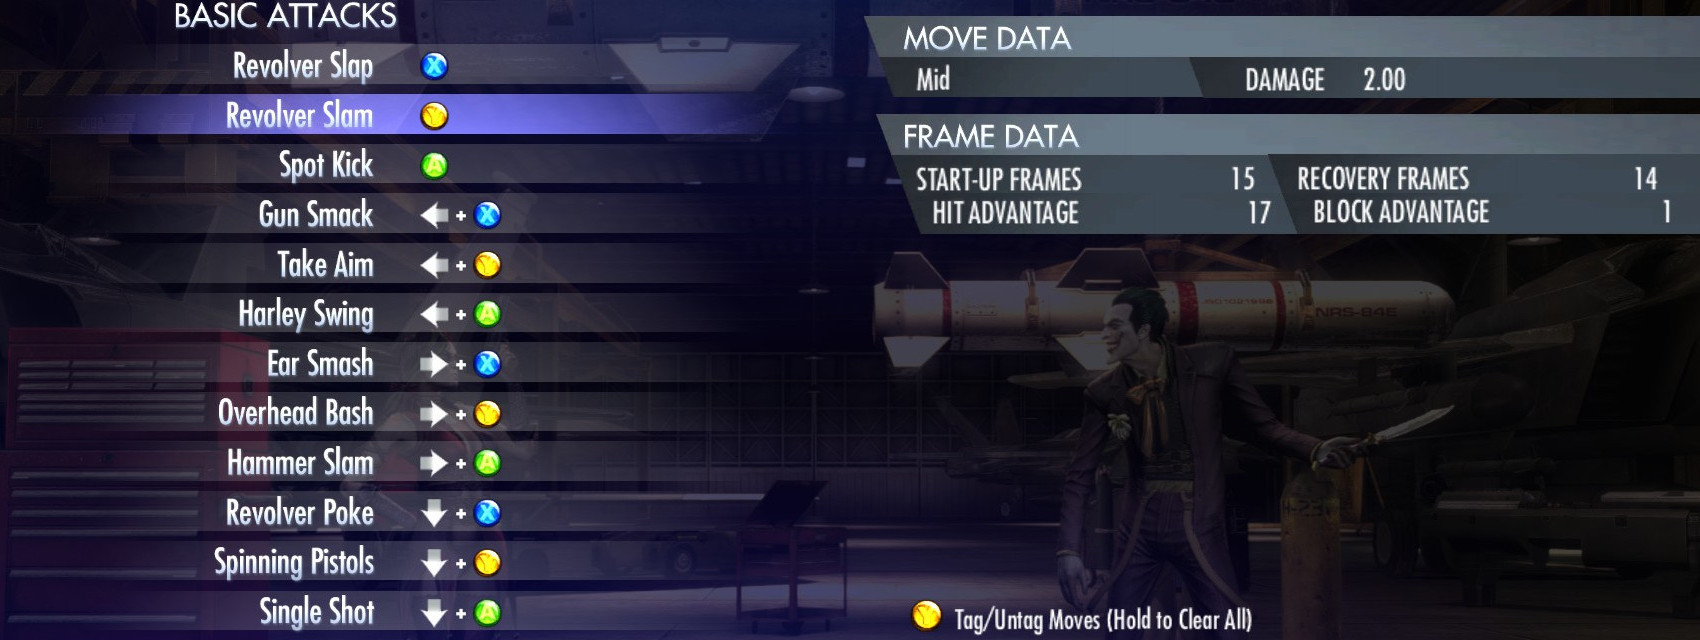 BASIC ATTACKS
Revolver Slap X
Revolver Slam Y
Spot Kick A
Gun Smack + X
Take Aim + Y
Harley Swing + A
Ear Smash + X
Overhead Bash + Y
Hammer Slam + A
Revolver Poke + X
Spinning Pistols + Y
Single Shot + A
MOVE DATA
Mid DAMAGE 2.00
FRAME DATA
START-UP FRAMES 15 RECOVERY FRAMES 14
HIT ADVANTAGE 17 BLOCK ADVANTAGE 1
NRS-84E
Y Tag/Untag Moves (Hold to Clear All)